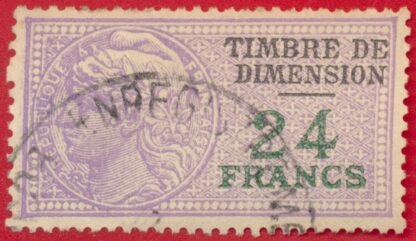 TIMBRE DE
DIMENSION
24
FRANCS